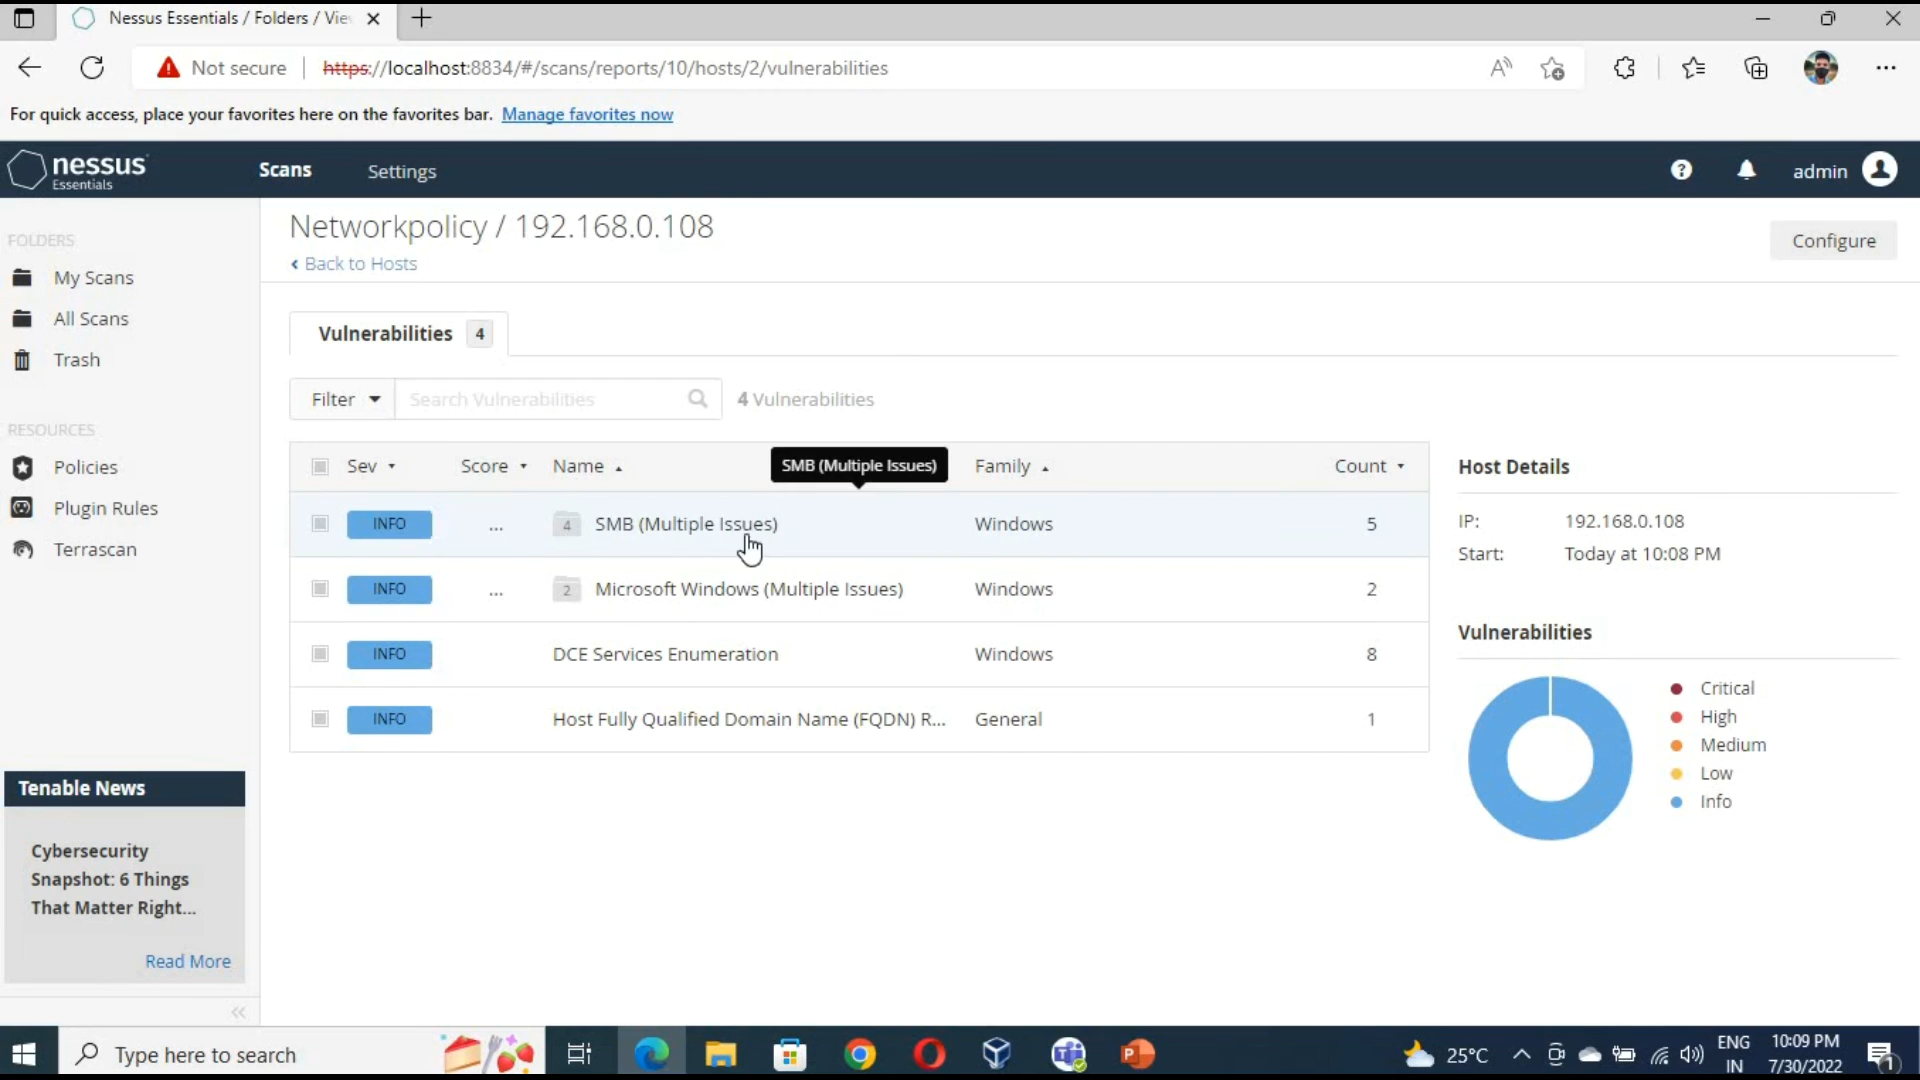 Nessus Essentials / Folders / Vie
Not secure
https://localhost:8834/#/scans/reports/10/hosts/2/vulnerabilities
For quick access, place your favorites here on the favorites bar. Manage favorites now
nessus
Essentials
Scans
Settings
admin
FOLDERS
My Scans
All Scans
Trash
RESOURCES
Policies
Plugin Rules
Terrascan
Tenable News
Cybersecurity
Snapshot: 6 Things
That Matter Right...
Read More
Networkpolicy / 192.168.0.108
Back to Hosts
Configure
Vulnerabilities 4
Filter
Search Vulnerabilities
4 Vulnerabilities
Sev Score Name Family Count
SMB (Multiple Issues)
INFO ... 4 SMB (Multiple Issues) Windows 5
INFO ... 2 Microsoft Windows (Multiple Issues) Windows 2
INFO DCE Services Enumeration Windows 8
INFO Host Fully Qualified Domain Name (FQDN) R... General 1
Host Details
IP: 192.168.0.108
Start: Today at 10:08 PM
Vulnerabilities
Critical
High
Medium
Low
Info
Type here to search
25°C
ENG
IN
10:09 PM
7/30/2022
1